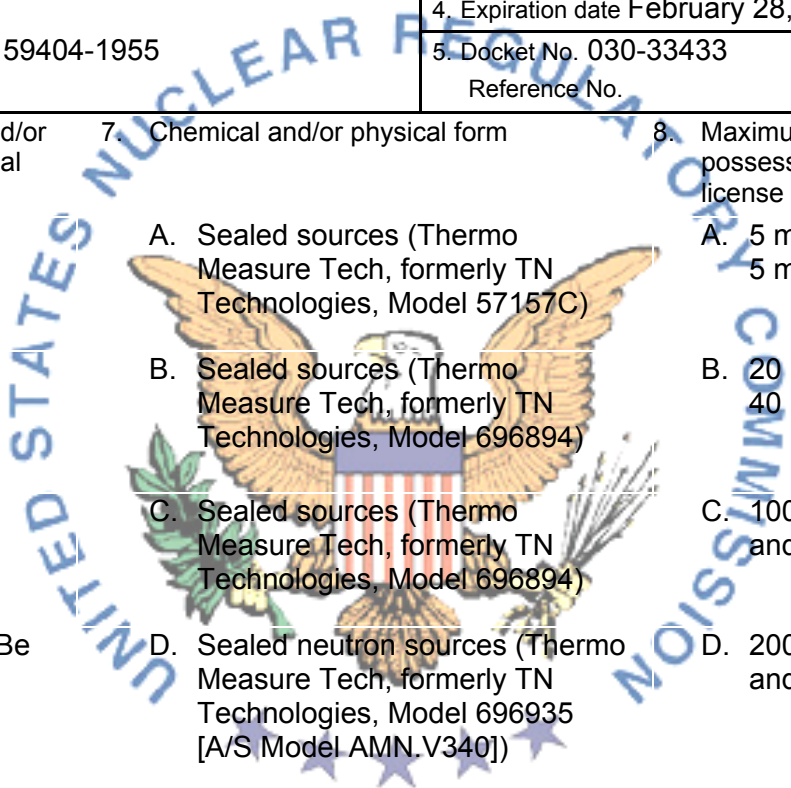 4. Expiration date February 28,
59404-1955
5. Docket No. 030-33433
Reference No.
d/or
al
7. Chemical and/or physical form
8. Maximu
possess
license
A. Sealed sources (Thermo
Measure Tech, formerly TN
Technologies, Model 57157C)
A. 5 m
5 m
B. Sealed sources (Thermo
Measure Tech, formerly TN
Technologies, Model 696894)
B. 20
40
C. Sealed sources (Thermo
Measure Tech, formerly TN
Technologies, Model 696894)
C. 100
and
Be
D. Sealed neutron sources (Thermo
Measure Tech, formerly TN
Technologies, Model 696935
[A/S Model AMN.V340])
D. 200
and
UNITED STATES NUCLEAR REGULATORY COMMISSION